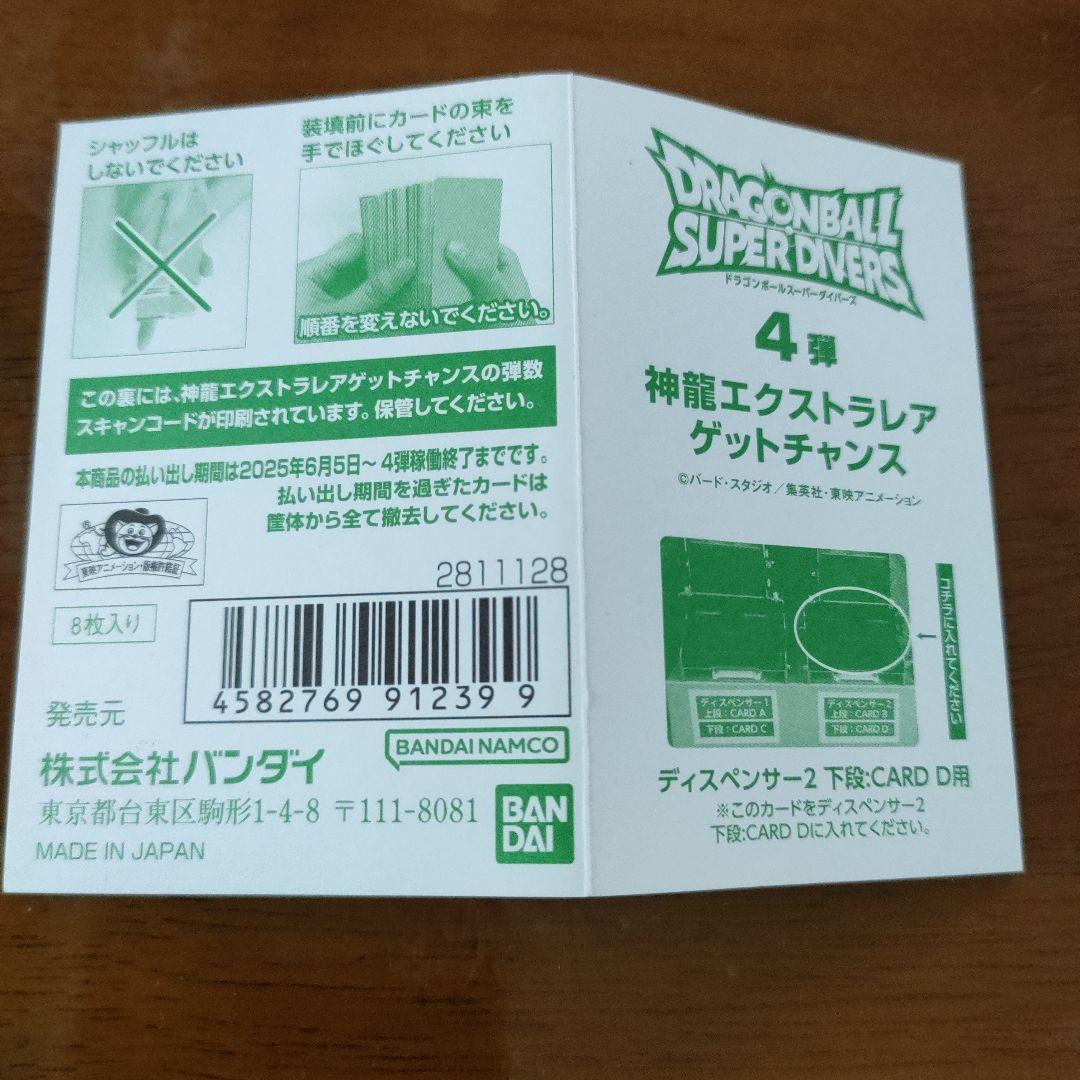 シャッフルは
しないでください
装填前にカードの束を
手でほぐしてください
順番を変えないでください。
この裏には、神龍エクストラレアゲットチャンスの弾数
スキャンコードが印刷されています。保管してください。
本商品の払い出し期間は2025年6月5日～4弾稼働終了までです。
払い出し期間を過ぎたカードは
筐体から全て撤去してください。
®
東映アニメーション・版権許諾証
2811128
8枚入り
4582769 912399
発売元
株式会社バンダイ
BANDAI NAMCO
東京都台東区駒形1-4-8 〒111-8081
MADE IN JAPAN
BAN
DAI
DRAGONBALL
SUPER DIVERS
ドラゴンボールスーパーダイバーズ
4弾
神龍エクストラレア
ゲットチャンス
©バード・スタジオ／集英社・東映アニメーション
コチラに入れてください
ディスペンサー1
上段：CARD A
下段：CARD C
ディスペンサー2
上段：CARD B
下段：CARD D
ディスペンサー2 下段:CARD D用
※このカードをディスペンサー2
下段:CARD Dに入れてください。